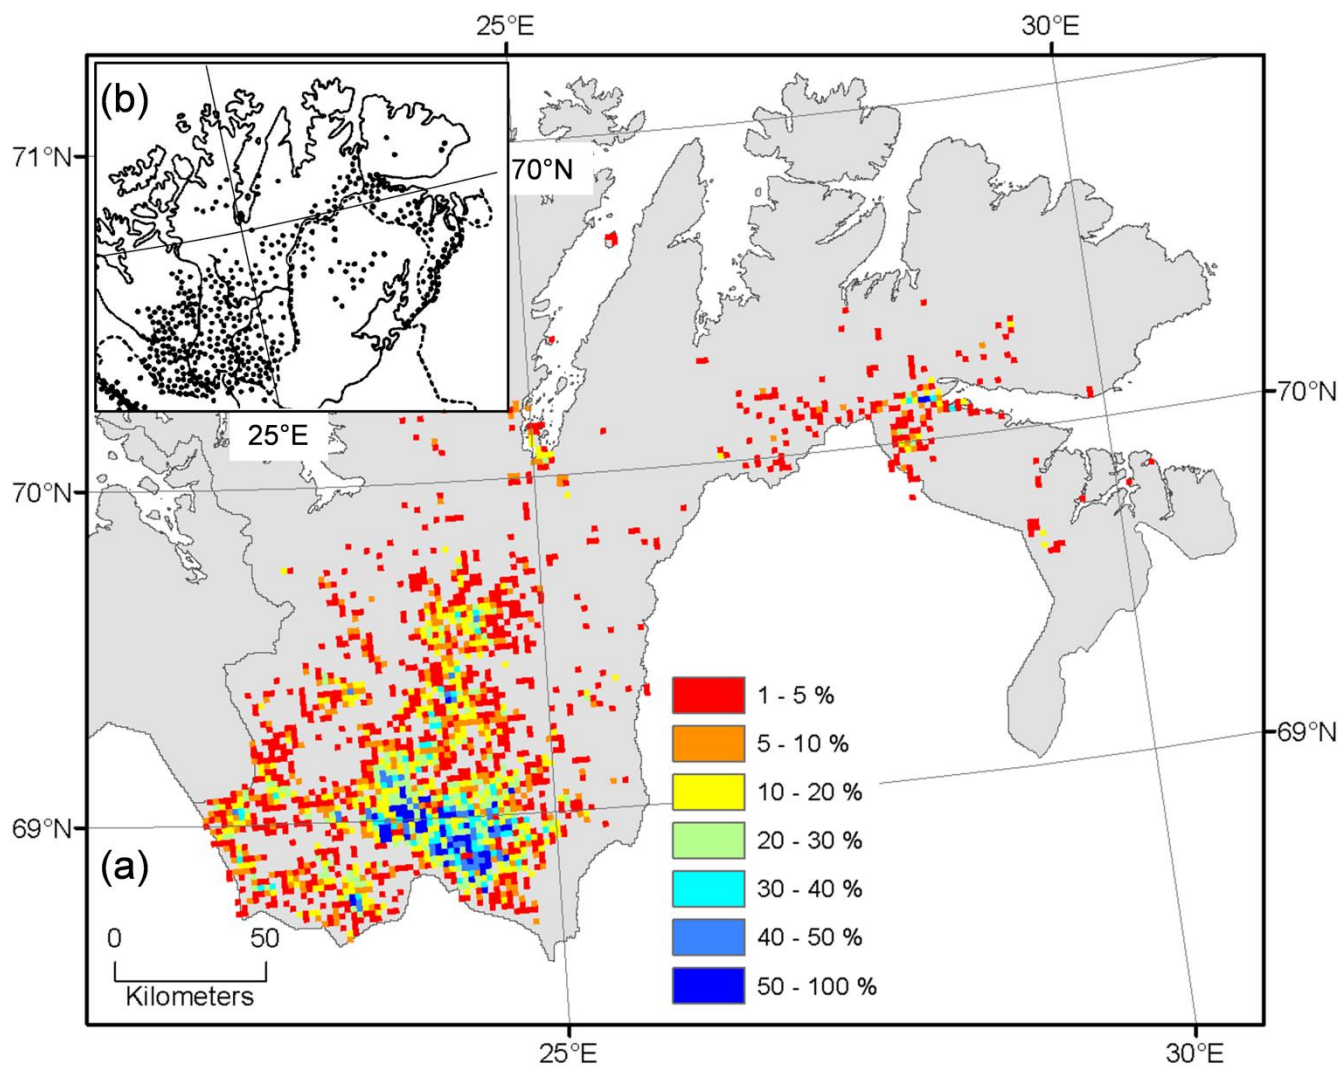 25°E 30°E
(b)
71°N
70°N
25°E
70°N
70°N
1 - 5 %
5 - 10 %
10 - 20 %
20 - 30 %
30 - 40 %
40 - 50 %
50 - 100 %
69°N
69°N
(a)
0 50
Kilometers
25°E 30°E